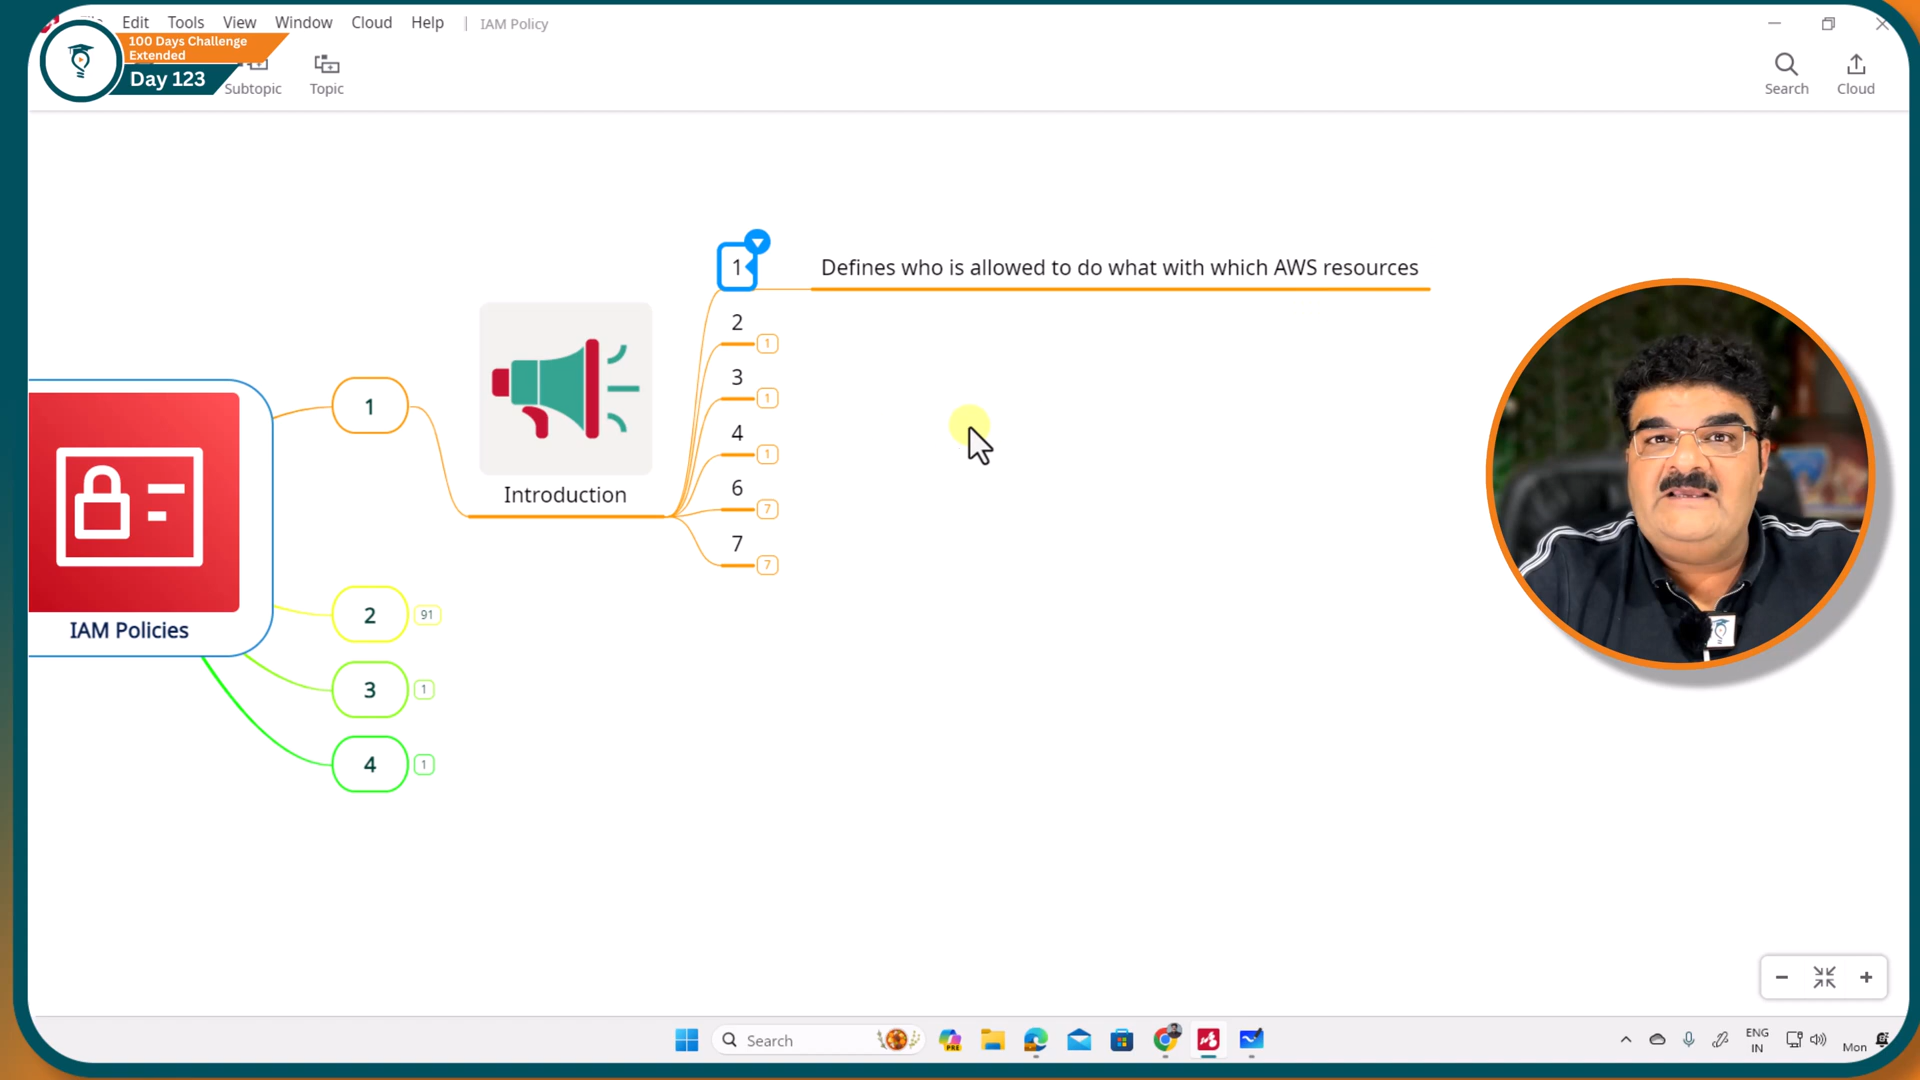 Edit Tools View Window Cloud Help | IAM Policy
100 Days Challenge
Extended
Day 123
Subtopic
Topic
Search
Cloud
1
Defines who is allowed to do what with which AWS resources
2
1
3
1
4
1
6
7
7
7
Introduction
1
IAM Policies
2
91
3
1
4
1
Search
PRE
ENG
IN
Mon